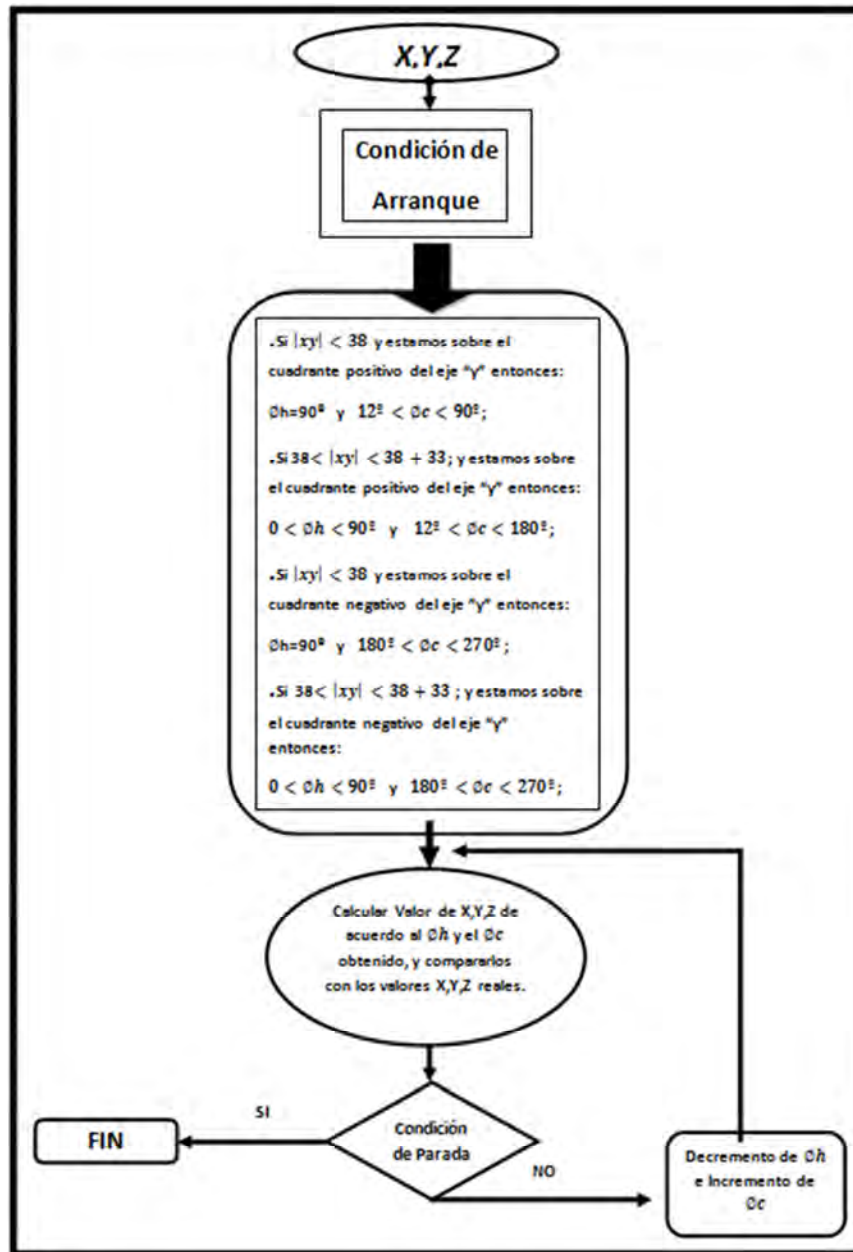 X,Y,Z
Condición de
Arranque
.Si |xy| < 38 y estamos sobre el
cuadrante positivo del eje "y" entonces:
Øh=90º y 12º < Øc < 90º;
.Si 38< |xy| < 38 + 33; y estamos sobre
el cuadrante positivo del eje "y" entonces:
0 < Øh < 90º y 12º < Øc < 180º;
.Si |xy| < 38 y estamos sobre el
cuadrante negativo del eje "y" entonces:
Øh=90º y 180º < Øc < 270º;
.Si 38< |xy| < 38 + 33 ; y estamos sobre
el cuadrante negativo del eje "y"
entonces:
0 < Øh < 90º y 180º < Øc < 270º;
Calcular Valor de X,Y,Z de
acuerdo al Øh y el Øc
obtenido, y compararlos
con los valores X,Y,Z reales.
Condición
de Parada
SI
FIN
NO
Decremento de Øh
e Incremento de
Øc